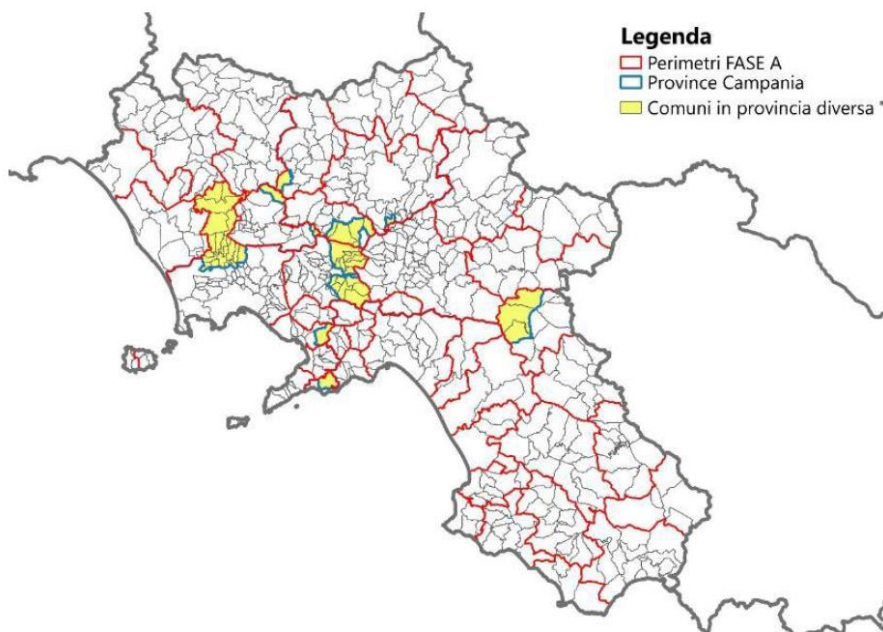 Legenda
Perimetri FASE A
Province Campania
Comuni in provincia diversa *